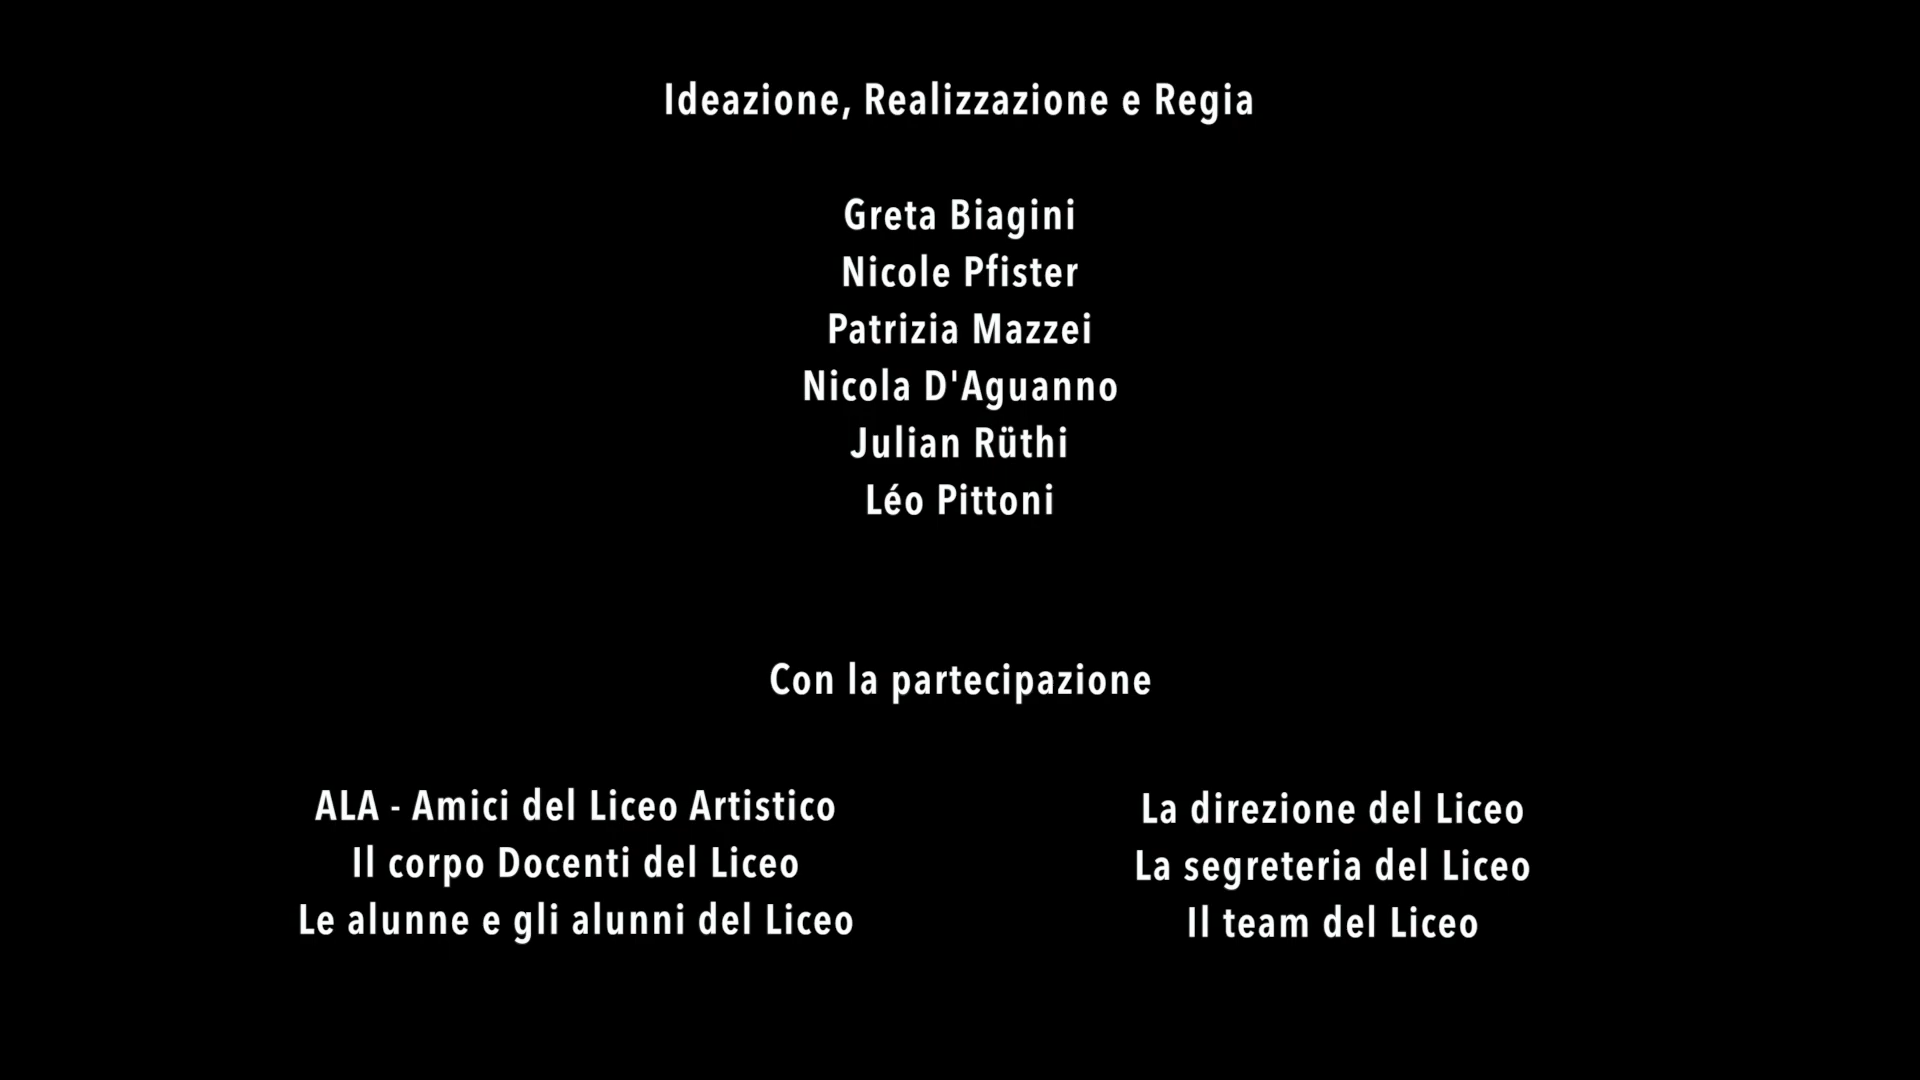 Ideazione, Realizzazione e Regia
Greta Biagini
Nicole Pfister
Patrizia Mazzei
Nicola D'Aguanno
Julian Rüthi
Léo Pittoni
Con la partecipazione
ALA - Amici del Liceo Artistico
Il corpo Docenti del Liceo
Le alunne e gli alunni del Liceo
La direzione del Liceo
La segreteria del Liceo
Il team del Liceo